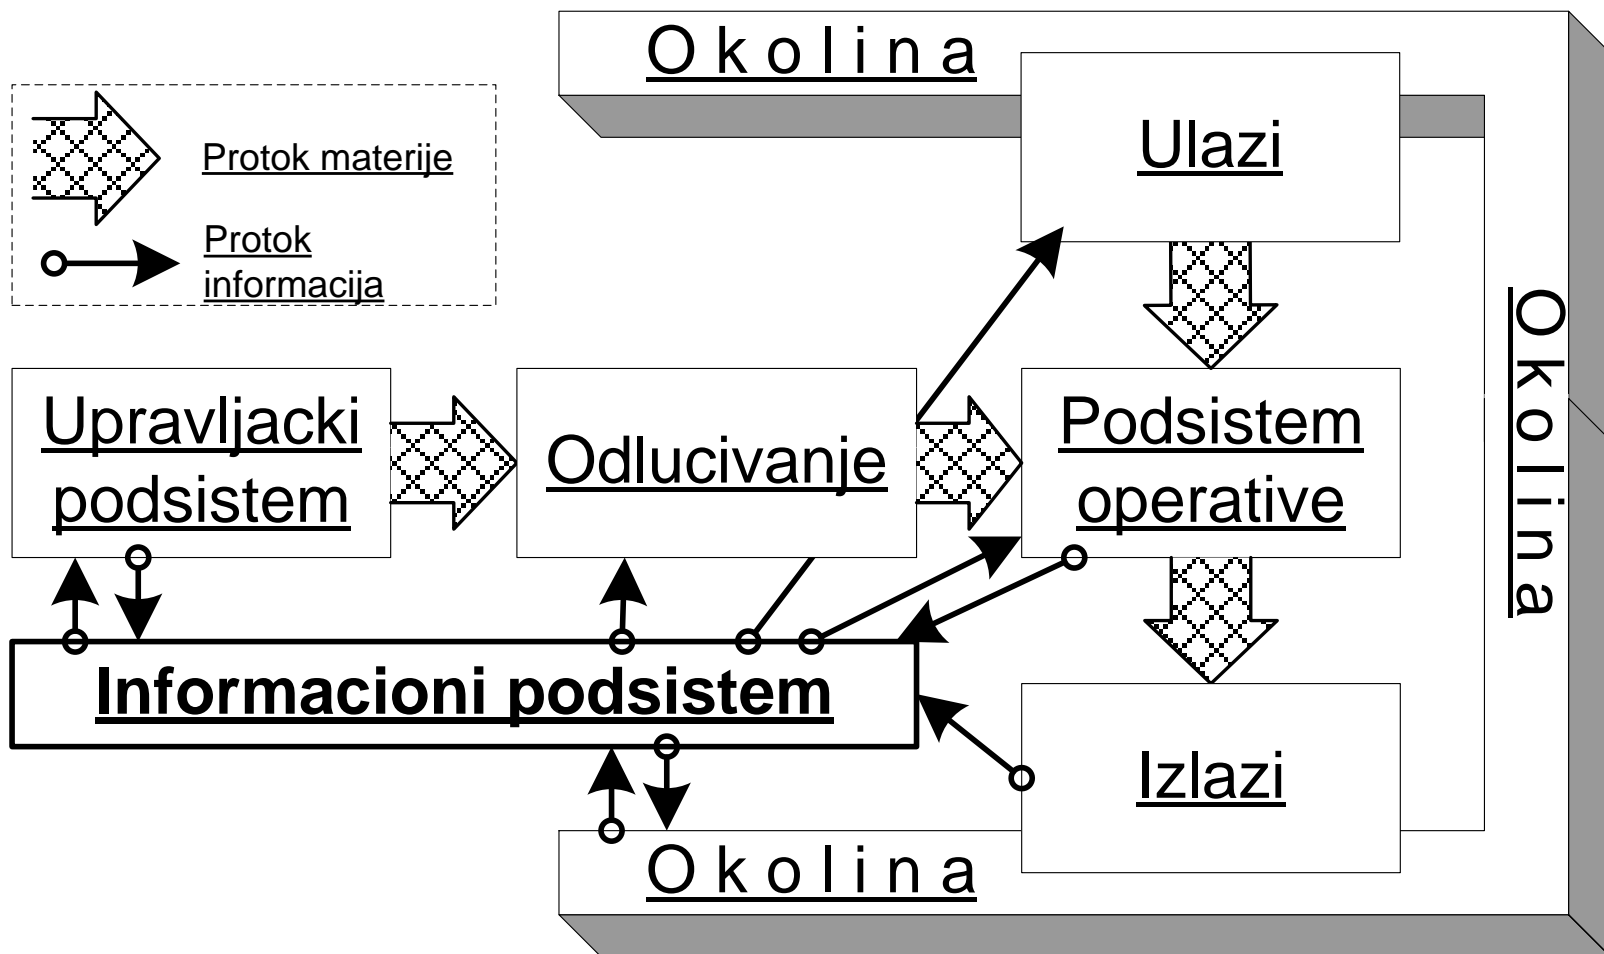 O k o l i n a
Ulazi
Protok materije
Protok
informacija
O k o l i n a
Upravljacki
podsistem
Odlucivanje
Podsistem
operative
Informacioni podsistem
Izlazi
O k o l i n a